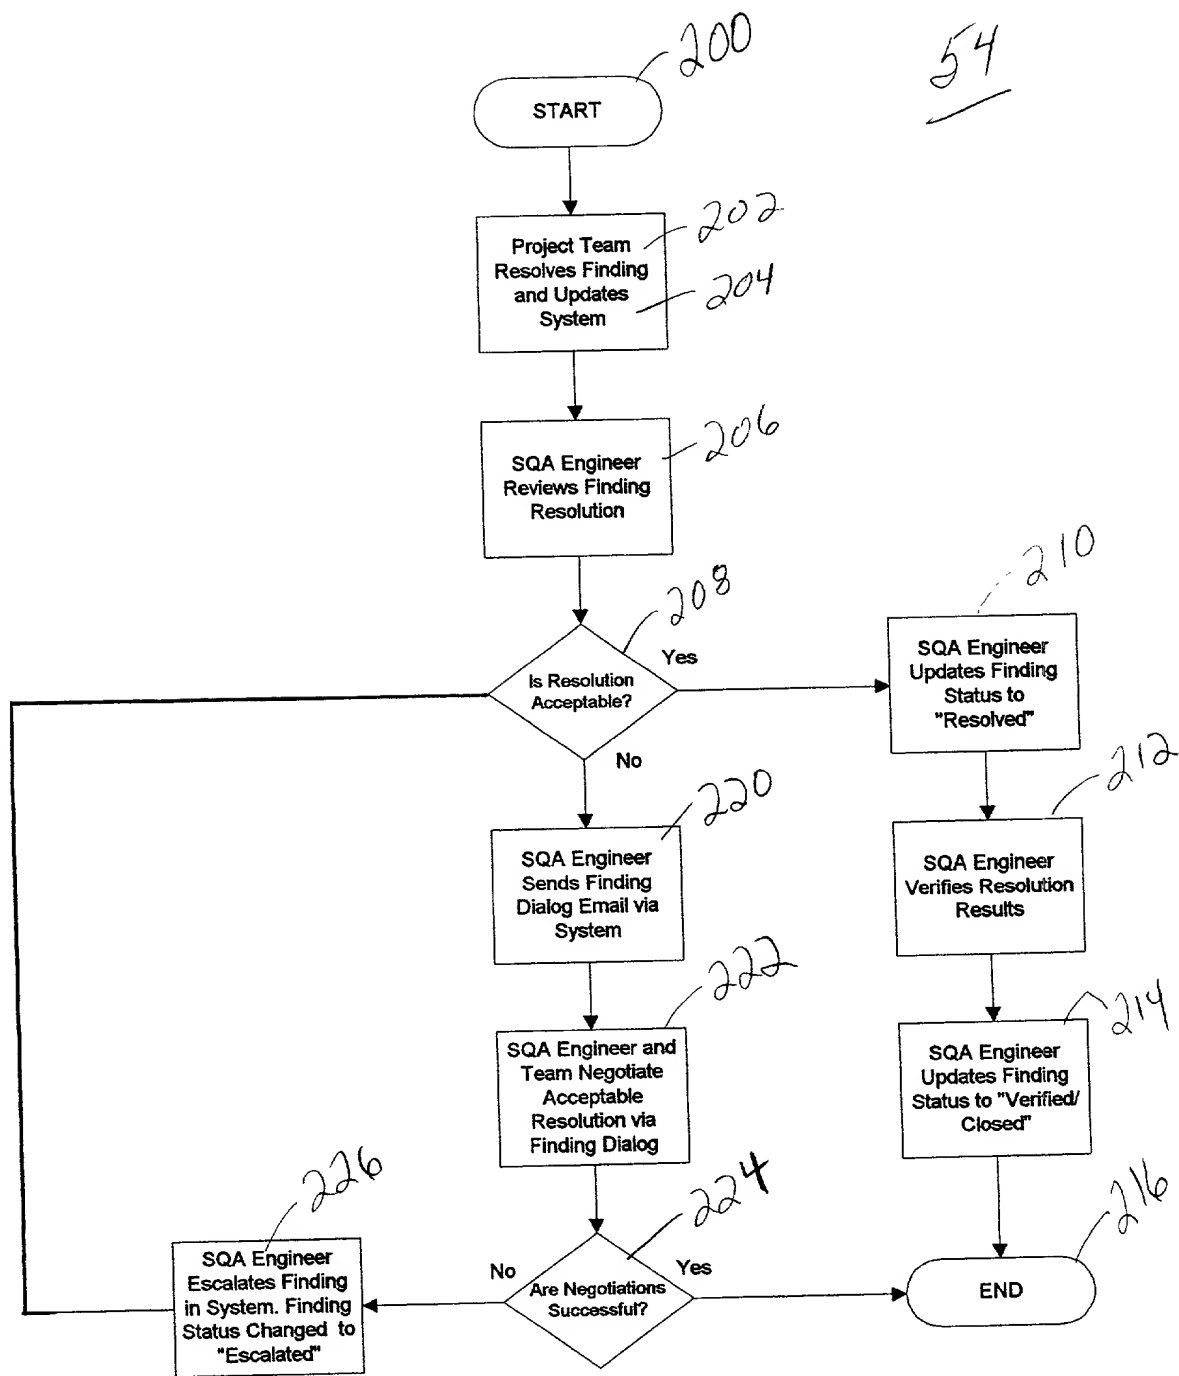 200
54
START
202
Project Team
Resolves Finding
and Updates
System
204
206
SQA Engineer
Reviews Finding
Resolution
208
Is Resolution
Acceptable?
Yes
No
210
SQA Engineer
Updates Finding
Status to
"Resolved"
212
SQA Engineer
Verifies Resolution
Results
214
SQA Engineer
Updates Finding
Status to "Verified/
Closed"
220
SQA Engineer
Sends Finding
Dialog Email via
System
222
SQA Engineer and
Team Negotiate
Acceptable
Resolution via
Finding Dialog
224
Are Negotiations
Successful?
No
Yes
226
SQA Engineer
Escalates Finding
in System. Finding
Status Changed to
"Escalated"
216
END